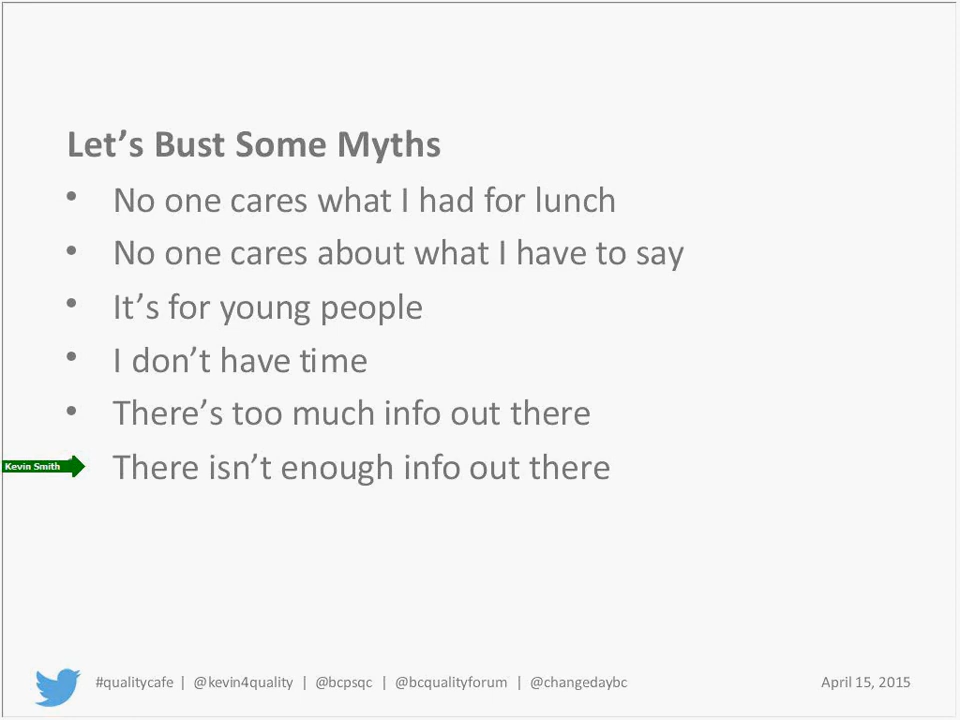 Let's Bust Some Myths
• No one cares what I had for lunch
• No one cares about what I have to say
• It's for young people
• I don't have time
• There's too much info out there
Kevin Smith There isn't enough info out there
#qualitycafe | @kevin4quality | @bcpsqc | @bcqualityforum | @changedaybc April 15, 2015